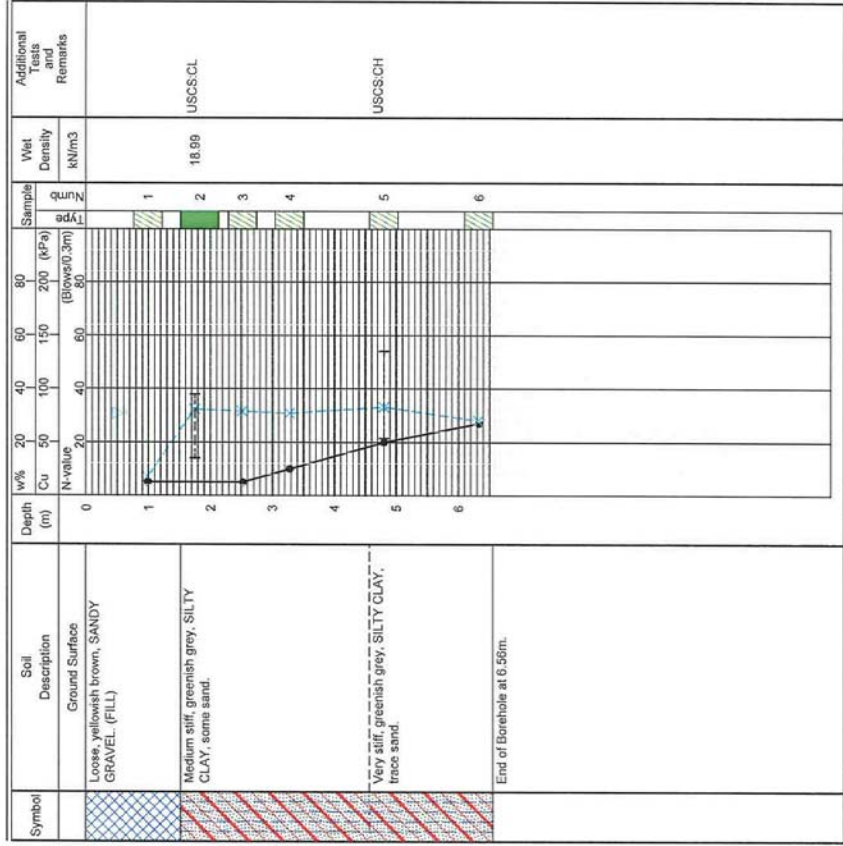 Symbol
Soil
Description
Depth
(m)
w% 20 40 60 80
Cu 50 100 150 200 (kPa)
N-value (Blows/0.3m)
20 40 60 80
Sample
Type
Numb
Wet
Density
kN/m3
Additional
Tests
and
Remarks
Ground Surface
Loose, yellowish brown, SANDY
GRAVEL. (FILL)
Medium stiff, greenish grey, SILTY
CLAY, some sand.
Very stiff, greenish grey, SILTY CLAY,
trace sand.
End of Borehole at 6.56m.
0
1
2
3
4
5
6
1
2
3
4
5
6
18.99
USCS:CL
USCS:CH